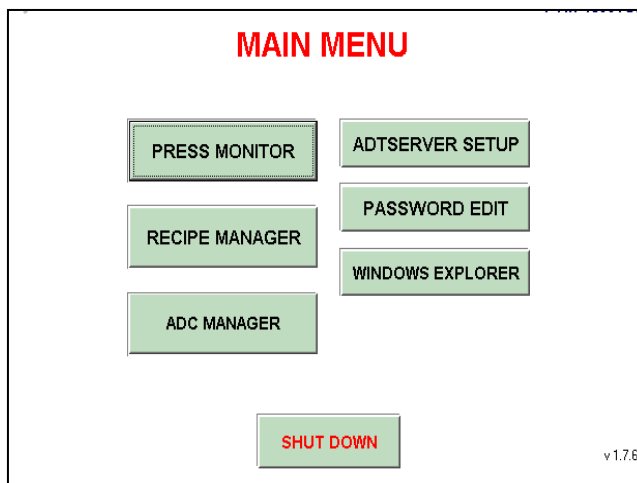 MAIN MENU
PRESS MONITOR
RECIPE MANAGER
ADC MANAGER
ADTSERVER SETUP
PASSWORD EDIT
WINDOWS EXPLORER
SHUT DOWN
v 1.7.6